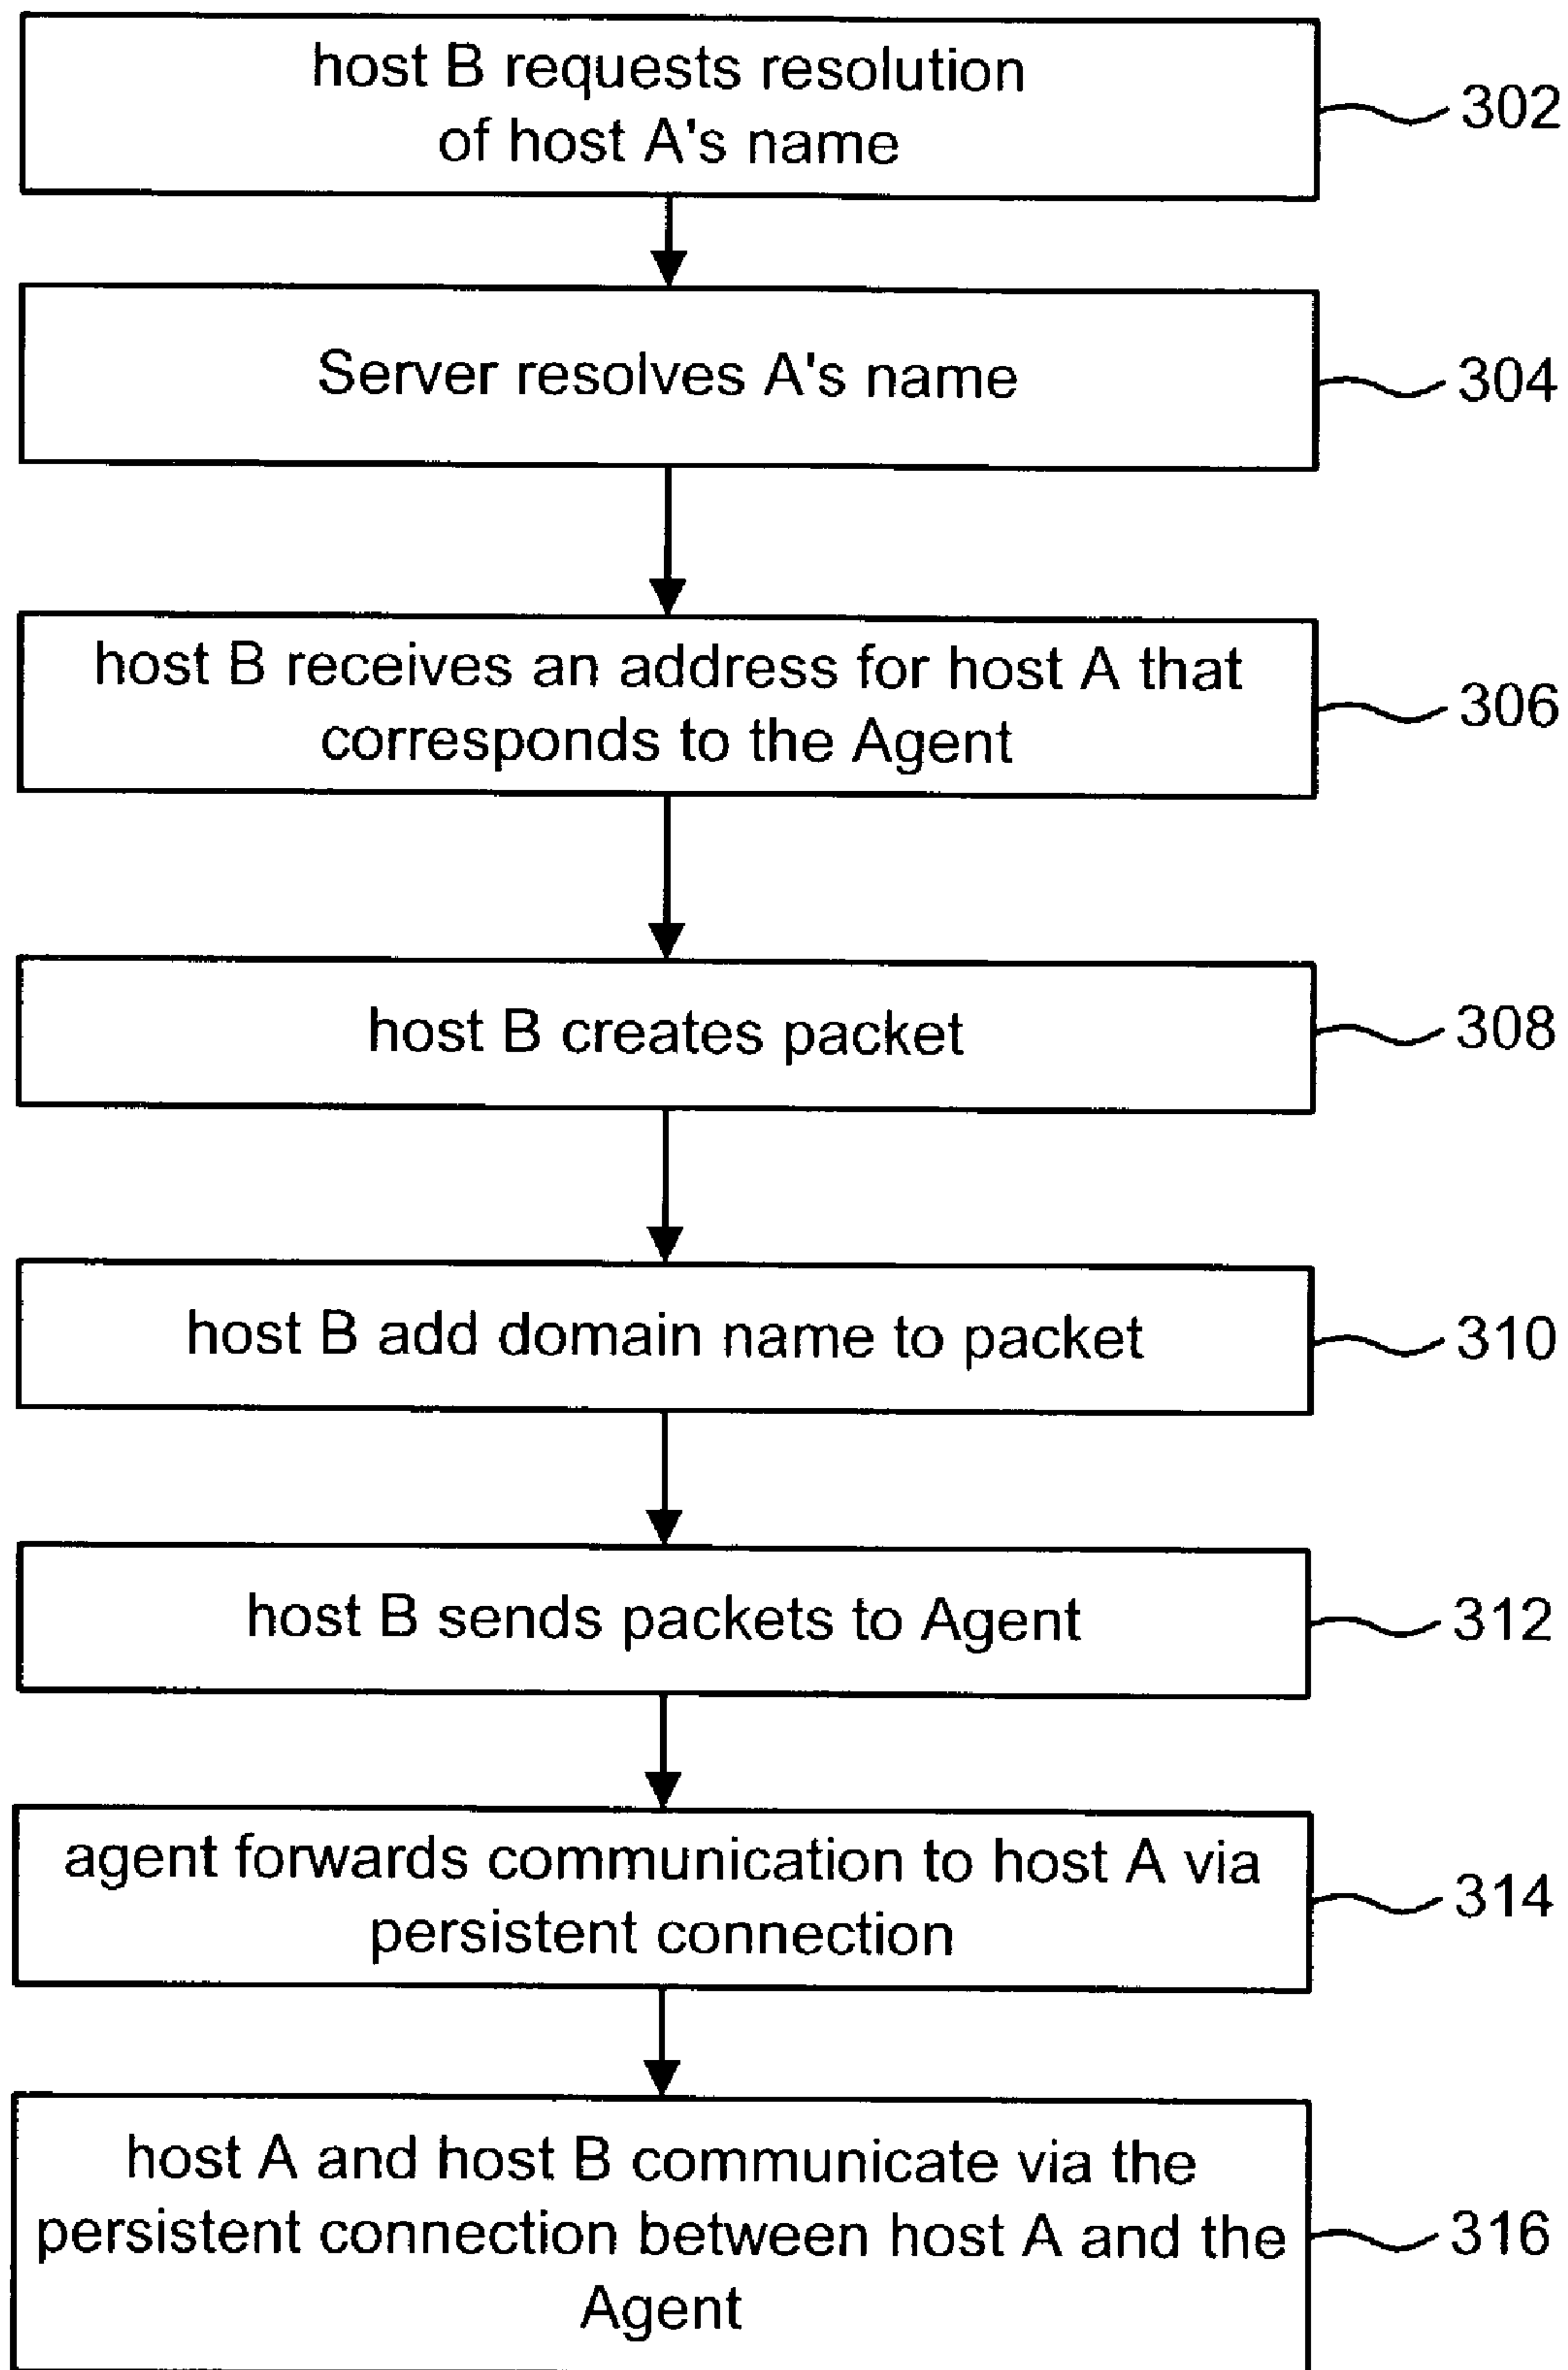 host B requests resolution
of host A's name
302
Server resolves A's name
304
host B receives an address for host A that
corresponds to the Agent
306
host B creates packet
308
host B add domain name to packet
310
host B sends packets to Agent
312
agent forwards communication to host A via
persistent connection
314
host A and host B communicate via the
persistent connection between host A and the
Agent
316